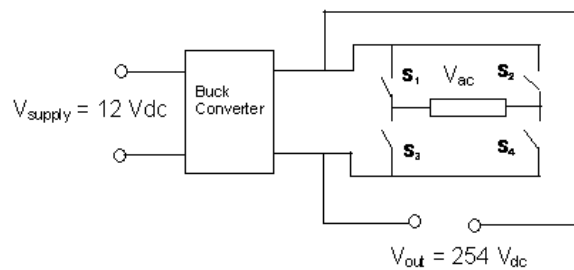 Buck
Converter
S1
Vac
S2
Vsupply = 12 Vdc
S3
S4
Vout = 254 Vdc